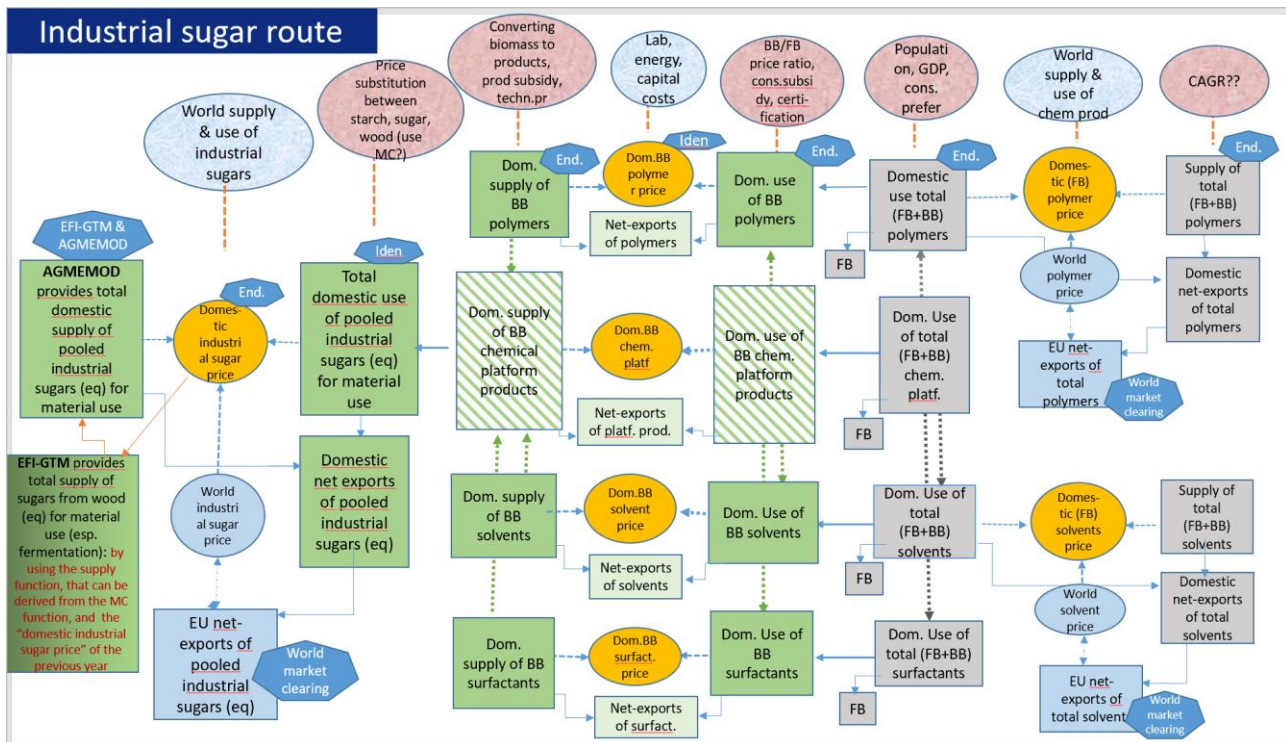 Industrial sugar route
World supply
& use of
industrial
sugars
Price
substitution
between
starch, sugar,
wood (use
MC?)
Converting
biomass to
products,
prod subsidy,
techn.pr
Lab,
energy,
capital
costs
BB/FB
price ratio,
cons.subsi
dy, certi-
fication
Populati
on, GDP,
cons.
prefer
World
supply &
use of
chem prod
CAGR??
EFI-GTM &
AGMEMOD
AGMEMOD
provides total
domestic
supply of
pooled
industrial
sugars (eq) for
material use
EFI-GTM provides
total supply of
sugars from wood
(eq) for material
use (esp.
fermentation): by
using the supply
function, that can be
derived from the MC
function, and the
"domestic industrial
sugar price" of the
previous year
End.
Domes-
tic
industri
al sugar
price
World
industri
al sugar
price
EU net-
exports of
pooled
industrial
sugars (eq)
World
market
clearing
Iden
Total
domestic use
of pooled
industrial
sugars (eq)
for material
use
Domestic
net exports
of pooled
industrial
sugars (eq)
End.
Dom.
supply of
BB
polymers
Iden
Dom.BB
polyme
r price
Net-exports
of polymers
End.
Dom. use
of BB
polymers
End.
Domestic
use total
(FB+BB)
polymers
FB
Domes-
tic (FB)
polymer
price
World
polymer
price
EU net-
exports of
total
polymers
World
market
clearing
End.
Supply of
total
(FB+BB)
polymers
Domestic
net-exports
of total
polymers
Dom. supply
of BB
chemical
platform
products
Dom.BB
chem.
platf
Net-exports
of platf. prod.
Dom. use of
BB chem.
platform
products
Dom. Use
of total
(FB+BB)
chem.
platf.
FB
Dom. supply
of BB
solvents
Dom.BB
solvent
price
Net-exports
of solvents
Dom. Use of
BB solvents
Dom. Use of
total
(FB+BB)
solvents
FB
Domes-
tic (FB)
solvents
price
World
solvent
price
EU net-
exports of
total solvent
World
market
clearing
Supply of
total
(FB+BB)
solvents
Domestic
net-exports
of total
solvents
Dom.
supply of BB
surfactants
Dom.BB
surfact.
price
Net-exports
of surfact.
Dom. Use of
BB
surfactants
Dom. Use of
total (FB+BB)
surfactants
FB